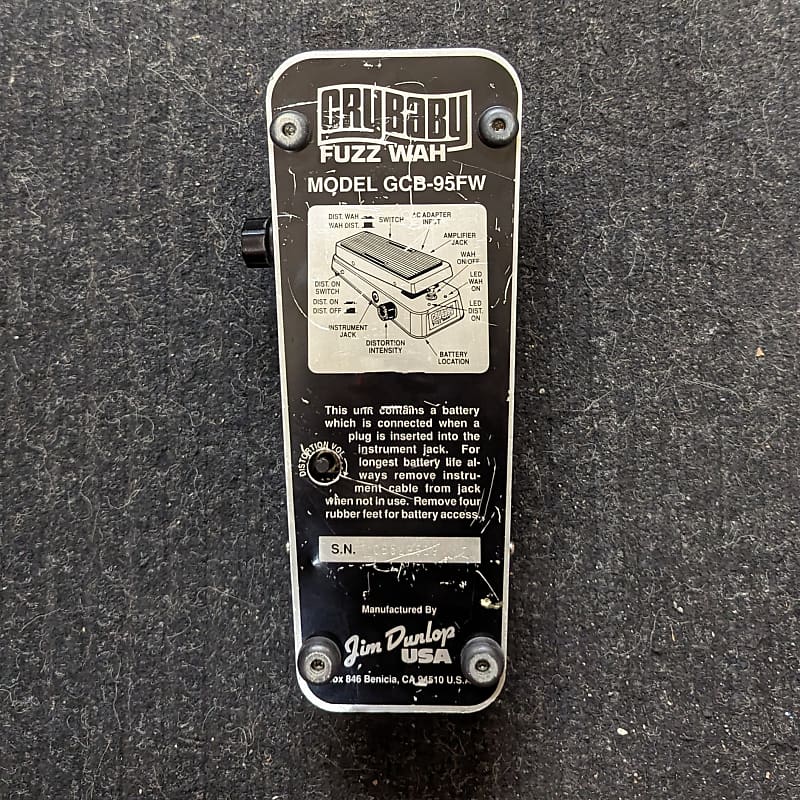 CRYBABY
FUZZ WAH
MODEL GCB-95FW
DIST. WAH
WAH DIST.
SWITCH
AC ADAPTER
INPUT
AMPLIFIER
JACK
WAH
ON/OFF
LED
WAH
ON
LED
DIST.
ON
DIST. ON
SWITCH
DIST. ON
DIST. OFF
INSTRUMENT
JACK
DISTORTION
INTENSITY
BATTERY
LOCATION
This unit contains a battery
which is connected when a
plug is inserted into the
instrument jack. For
longest battery life al-
ways remove instru-
ment cable from jack
when not in use. Remove four
rubber feet for battery access.
DISTORTION VOL.
S.N.
Manufactured By
Jim Dunlop
USA
Box 846 Benicia, CA 94510 U.S.A.